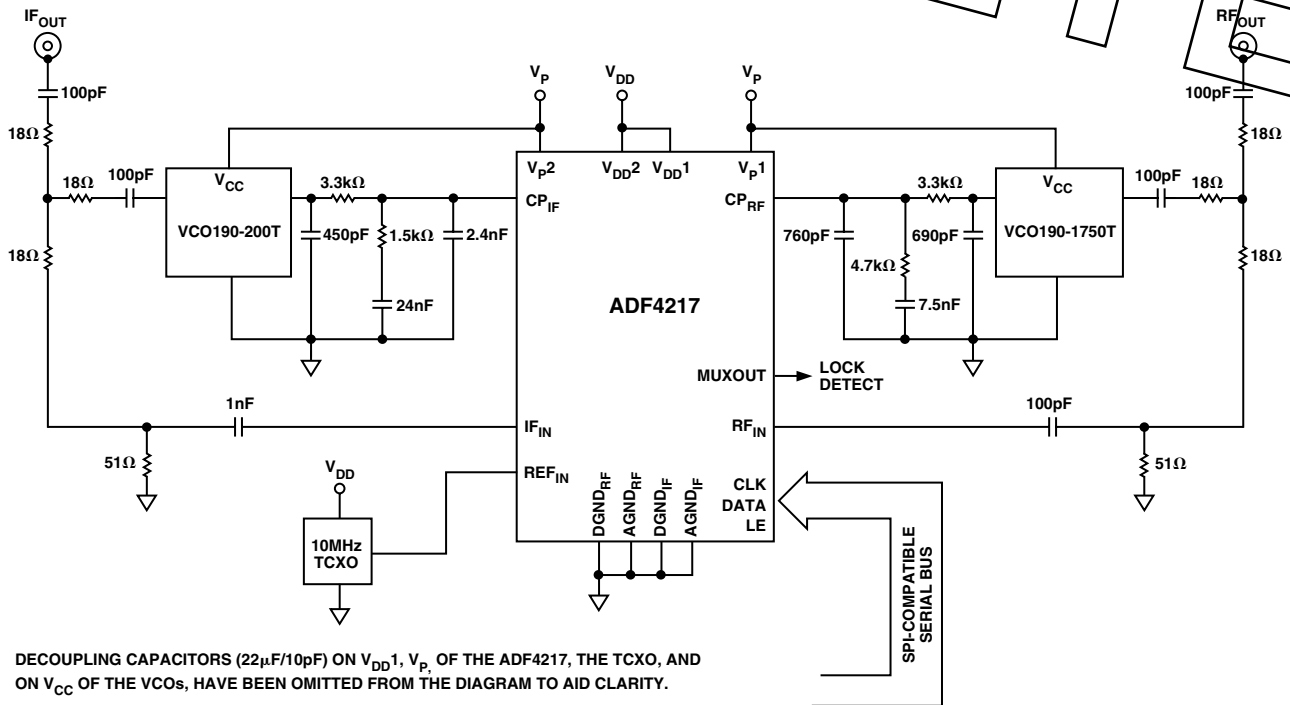 IFOUT
RFOUT
100pF
VP
VDD
VP
100pF
18Ω
18Ω
VP2
VDD2
VDD1
VP1
18Ω
100pF
VCC
3.3kΩ
CPIF
CPRF
3.3kΩ
VCC
100pF
18Ω
VCO190-200T
450pF
1.5kΩ
2.4nF
760pF
690pF
VCO190-1750T
18Ω
18Ω
4.7kΩ
24nF
7.5nF
ADF4217
MUXOUT
LOCK
DETECT
1nF
100pF
IFIN
RFIN
51Ω
51Ω
VDD
REFIN
DGNDRF
AGNDRF
DGNDIF
AGNDIF
CLK
DATA
LE
10MHz
TCXO
SPI-COMPATIBLE
SERIAL BUS
DECOUPLING CAPACITORS (22μF/10pF) ON VDD1, VP, OF THE ADF4217, THE TCXO, AND
ON VCC OF THE VCOs, HAVE BEEN OMITTED FROM THE DIAGRAM TO AID CLARITY.